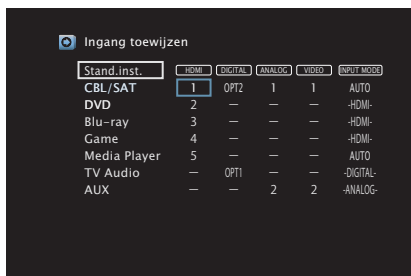 Ingang toewijzen
Stand.inst. HDMI DIGITAL ANALOG VIDEO INPUT MODE
CBL/SAT 1 OPT2 1 1 AUTO
DVD 2 – – – -HDMI-
Blu-ray 3 – – – -HDMI-
Game 4 – – – -HDMI-
Media Player 5 – – – AUTO
TV Audio – OPT1 – – -DIGITAL-
AUX – – 2 2 -ANALOG-